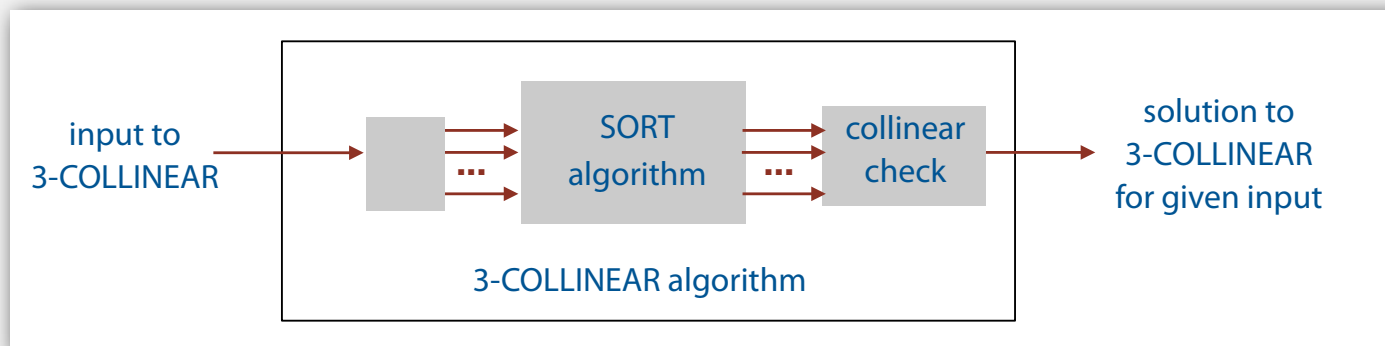 input to
3-COLLINEAR
...
SORT
algorithm
...
collinear
check
solution to
3-COLLINEAR
for given input
3-COLLINEAR algorithm